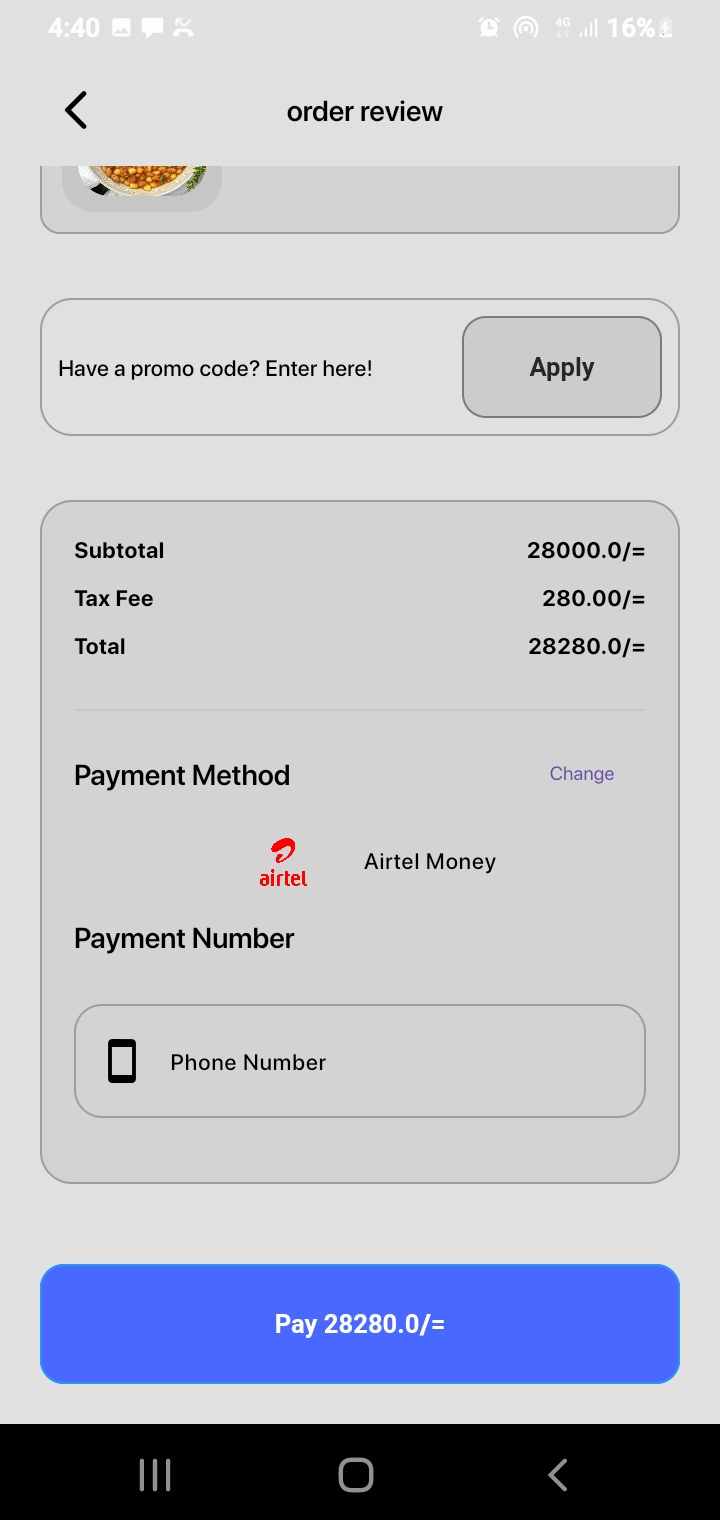 4:40 4G 16%
order review
Have a promo code? Enter here! Apply
Subtotal 28000.0/=
Tax Fee 280.00/=
Total 28280.0/=
Payment Method Change
airtel Airtel Money
Payment Number
Phone Number
Pay 28280.0/=